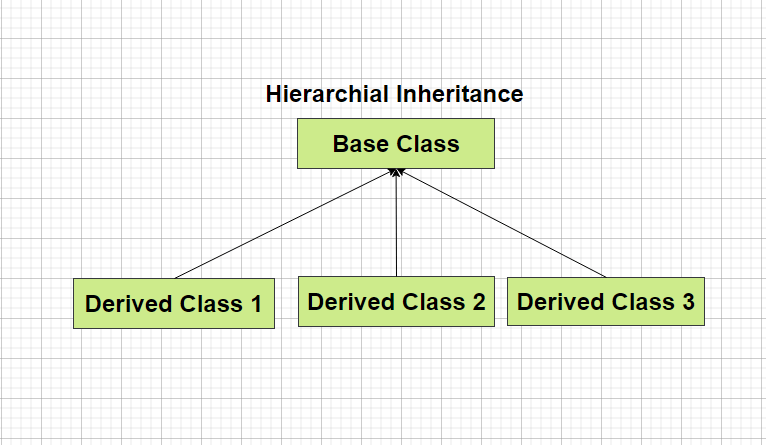 Hierarchial Inheritance
Base Class
Derived Class 1
Derived Class 2
Derived Class 3